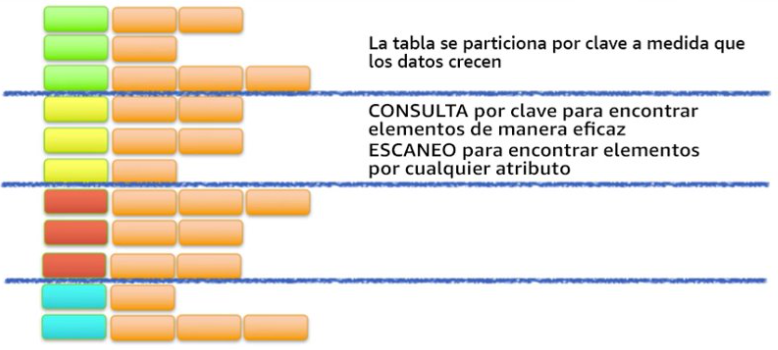 La tabla se particiona por clave a medida que
los datos crecen
CONSULTA por clave para encontrar
elementos de manera eficaz
ESCANEO para encontrar elementos
por cualquier atributo